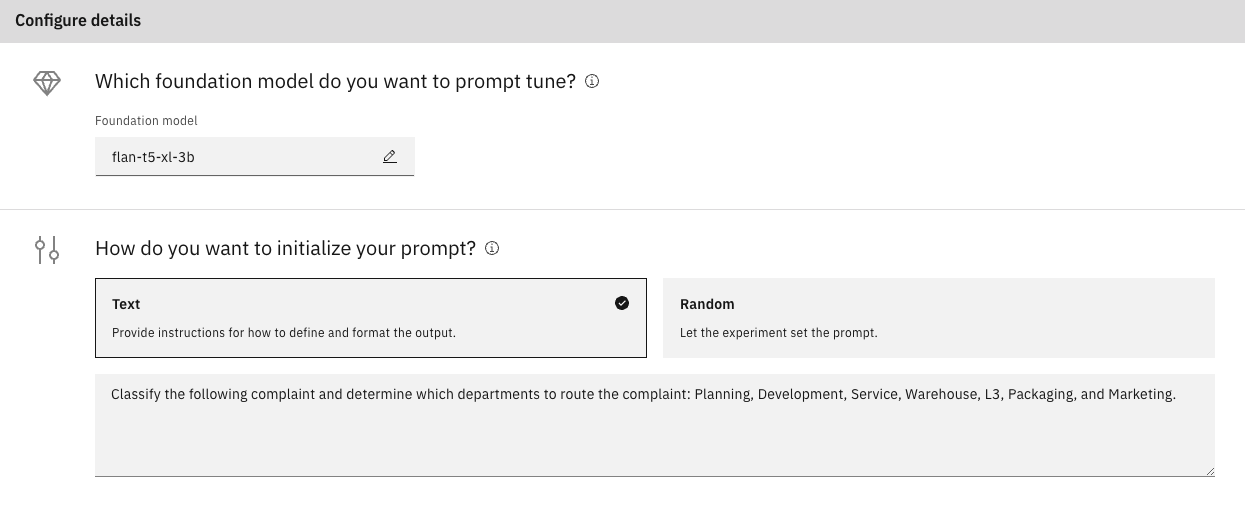 Configure details
Which foundation model do you want to prompt tune?
Foundation model
flan-t5-xl-3b
How do you want to initialize your prompt?
Text
Provide instructions for how to define and format the output.
Random
Let the experiment set the prompt.
Classify the following complaint and determine which departments to route the complaint: Planning, Development, Service, Warehouse, L3, Packaging, and Marketing.